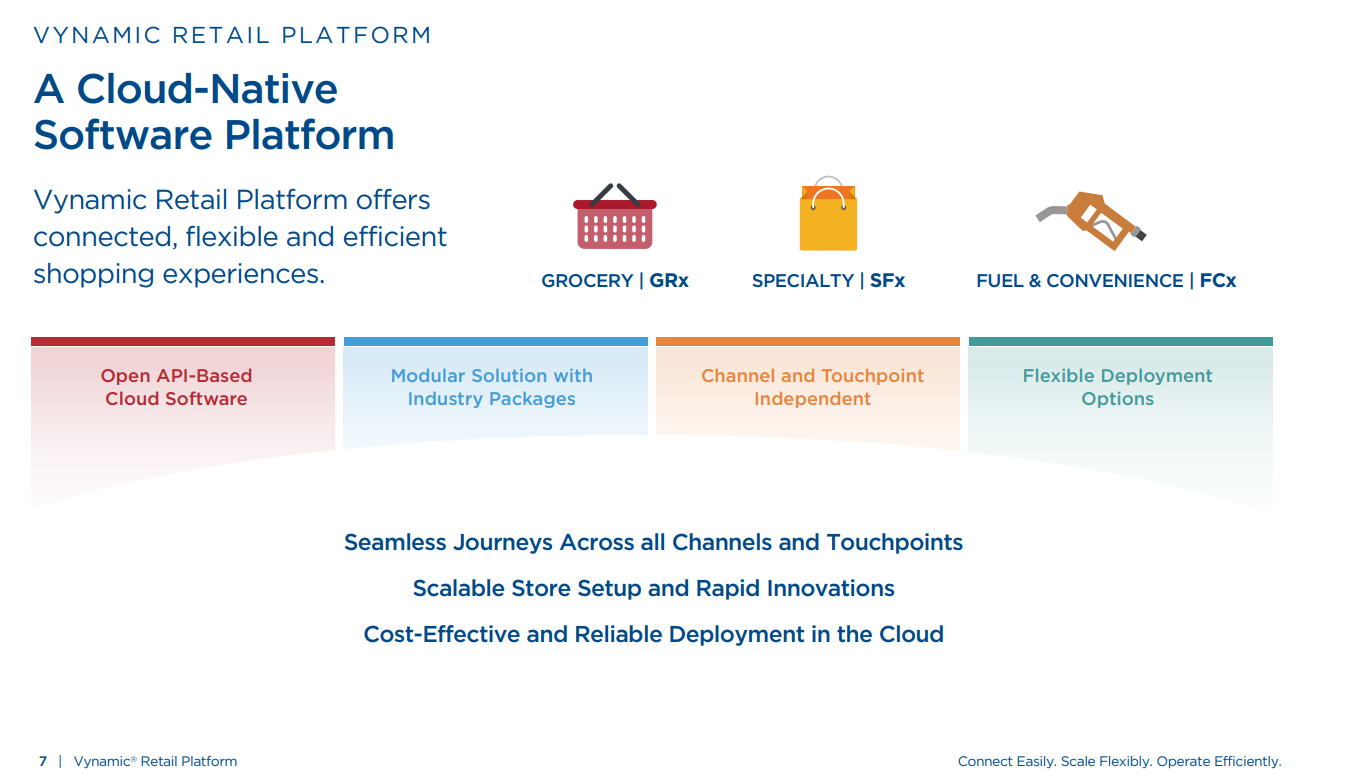 VYNAMIC RETAIL PLATFORM
A Cloud-Native
Software Platform
Vynamic Retail Platform offers
connected, flexible and efficient
shopping experiences.
GROCERY | GRx
SPECIALTY | SFx
FUEL & CONVENIENCE | FCx
Open API-Based
Cloud Software
Modular Solution with
Industry Packages
Channel and Touchpoint
Independent
Flexible Deployment
Options
Seamless Journeys Across all Channels and Touchpoints
Scalable Store Setup and Rapid Innovations
Cost-Effective and Reliable Deployment in the Cloud
7 | Vynamic® Retail Platform
Connect Easily. Scale Flexibly. Operate Efficiently.